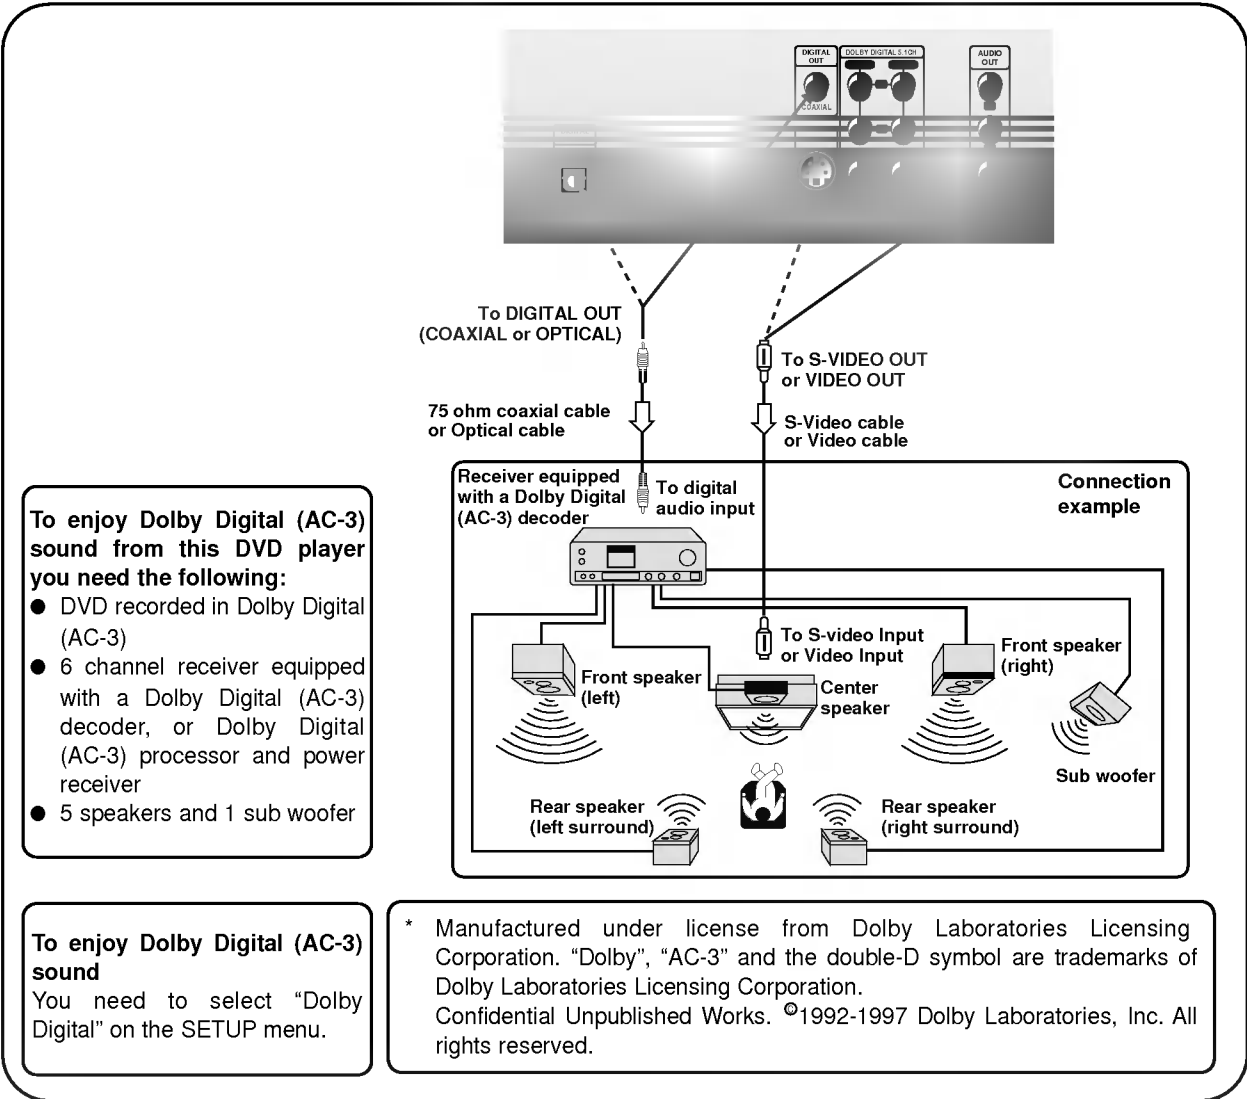 DIGITAL
OUT
COAXIAL
DOLBY DIGITAL 5.1CH
AUDIO
OUT
To DIGITAL OUT
(COAXIAL or OPTICAL)
To S-VIDEO OUT
or VIDEO OUT
75 ohm coaxial cable
or Optical cable
S-Video cable
or Video cable
Receiver equipped
with a Dolby Digital
(AC-3) decoder
To digital
audio input
Connection
example
To S-video Input
or Video Input
Front speaker
(left)
Center
speaker
Front speaker
(right)
Sub woofer
Rear speaker
(left surround)
Rear speaker
(right surround)
To enjoy Dolby Digital (AC-3)
sound from this DVD player
you need the following:
● DVD recorded in Dolby Digital
(AC-3)
● 6 channel receiver equipped
with a Dolby Digital (AC-3)
decoder, or Dolby Digital
(AC-3) processor and power
receiver
● 5 speakers and 1 sub woofer
To enjoy Dolby Digital (AC-3)
sound
You need to select “Dolby
Digital” on the SETUP menu.
* Manufactured under license from Dolby Laboratories Licensing
Corporation. “Dolby”, “AC-3” and the double-D symbol are trademarks of
Dolby Laboratories Licensing Corporation.
Confidential Unpublished Works. ©1992-1997 Dolby Laboratories, Inc. All
rights reserved.